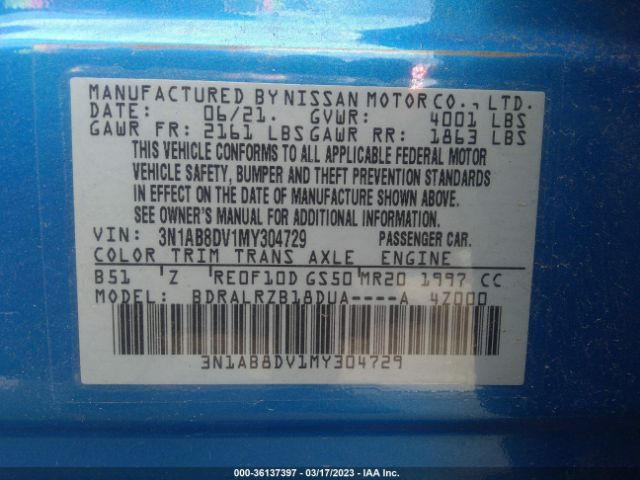 MANUFACTURED BY NISSAN MOTOR CO., LTD.
DATE: 06/21. GVWR: 4001 LBS
GAWR FR: 2161 LBS GAWR RR: 1863 LBS
THIS VEHICLE CONFORMS TO ALL APPLICABLE FEDERAL MOTOR
VEHICLE SAFETY, BUMPER AND THEFT PREVENTION STANDARDS
IN EFFECT ON THE DATE OF MANUFACTURE SHOWN ABOVE.
SEE OWNER'S MANUAL FOR ADDITIONAL INFORMATION.
VIN: 3N1AB8DV1MY304729 PASSENGER CAR.
COLOR TRIM TRANS AXLE ENGINE
B51 Z RE0F10D GS50 MR20 1997 CC
MODEL: BDRALRZB18DUA----A 4Z000
3N1AB8DV1MY304729
000-36137397 - 03/17/2023 - IAA Inc.